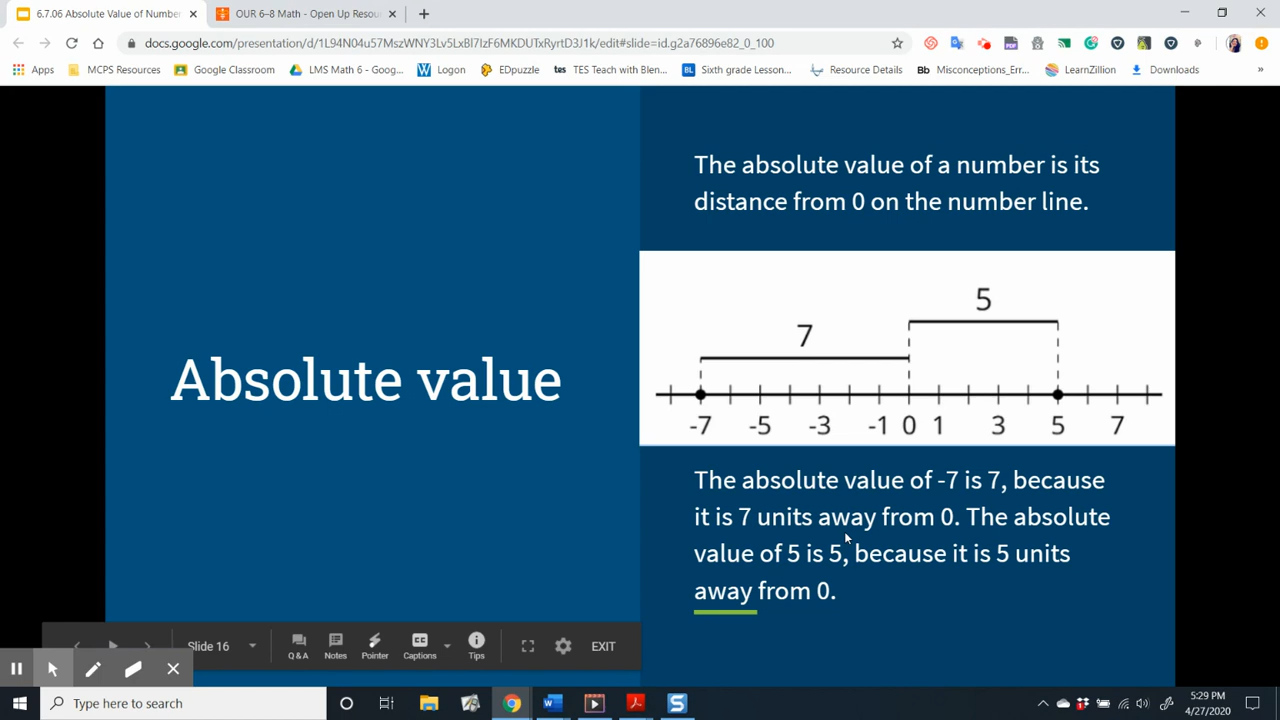 6.7.06 Absolute Value of Number
OUR 6–8 Math - Open Up Resou
docs.google.com/presentation/d/1L94N04u57MszWNY3Lv5LxBl7IzF6MKDUTxRyrtD3J1k/edit#slide=id.g2a76896e82_0_100
Apps MCPS Resources Google Classroom LMS Math 6 - Goog... Logon EDpuzzle TES Teach with Blen... BL Sixth grade Lesson... Resource Details Bb Misconceptions_Err... LearnZillion Downloads »
The absolute value of a number is its
distance from 0 on the number line.
Absolute value
5
7
-7 -5 -3 -1 0 1 3 5 7
The absolute value of -7 is 7, because
it is 7 units away from 0. The absolute
value of 5 is 5, because it is 5 units
away from 0.
Slide 16 Q & A Notes Pointer Captions Tips EXIT
Type here to search
5:29 PM
4/27/2020